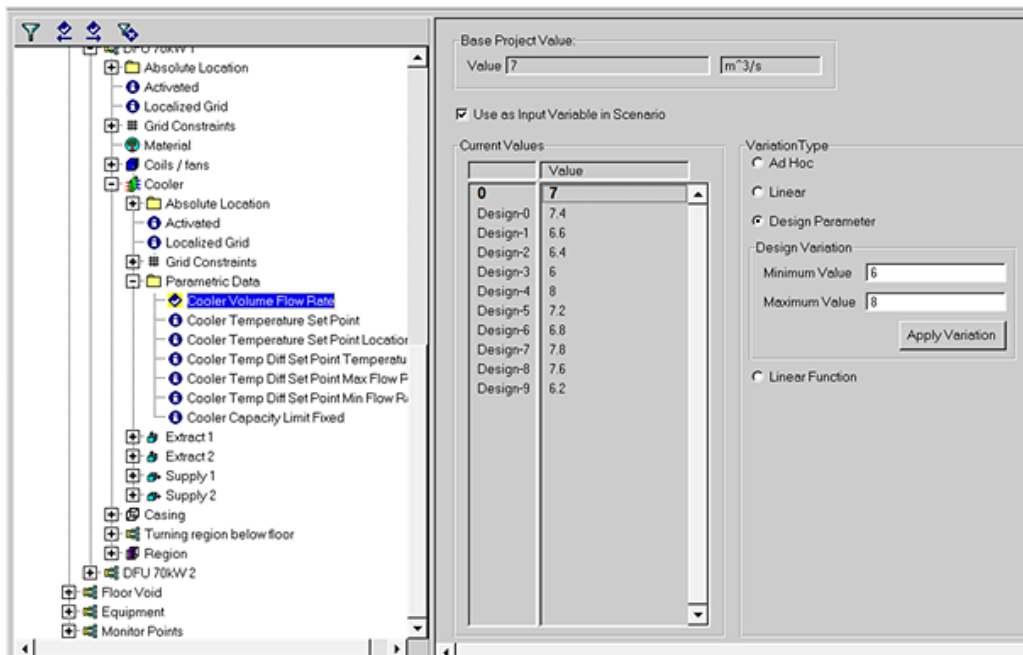 DFU 70kW 1
Absolute Location
Activated
Localized Grid
Grid Constraints
Material
Coils / fans
Cooler
Absolute Location
Activated
Localized Grid
Grid Constraints
Parametric Data
Cooler Volume Flow Rate
Cooler Temperature Set Point
Cooler Temperature Set Point Location
Cooler Temp Diff Set Point Temperatu
Cooler Temp Diff Set Point Max Flow R
Cooler Temp Diff Set Point Min Flow Ra
Cooler Capacity Limit Fixed
Extract 1
Extract 2
Supply 1
Supply 2
Casing
Turning region below floor
Region
DFU 70kW 2
Floor Void
Equipment
Monitor Points
Base Project Value:
Value 7 m^3/s
Use as Input Variable in Scenario
Current Values
Value
0 7
Design-0 7.4
Design-1 6.6
Design-2 6.4
Design-3 6
Design-4 8
Design-5 7.2
Design-6 6.8
Design-7 7.8
Design-8 7.6
Design-9 6.2
VariationType
Ad Hoc
Linear
Design Parameter
Design Variation
Minimum Value 6
Maximum Value 8
Apply Variation
Linear Function